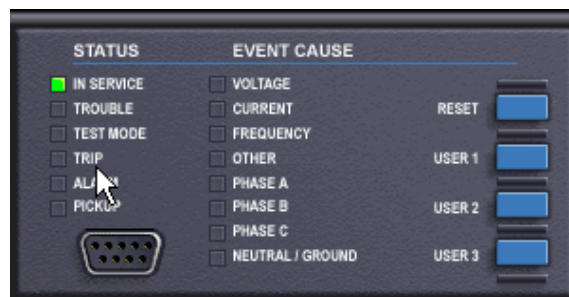 STATUS
EVENT CAUSE
IN SERVICE
VOLTAGE
TROUBLE
CURRENT
RESET
TEST MODE
FREQUENCY
TRIP
OTHER
USER 1
PHASE A
PICKUP
PHASE B
USER 2
PHASE C
NEUTRAL / GROUND
USER 3